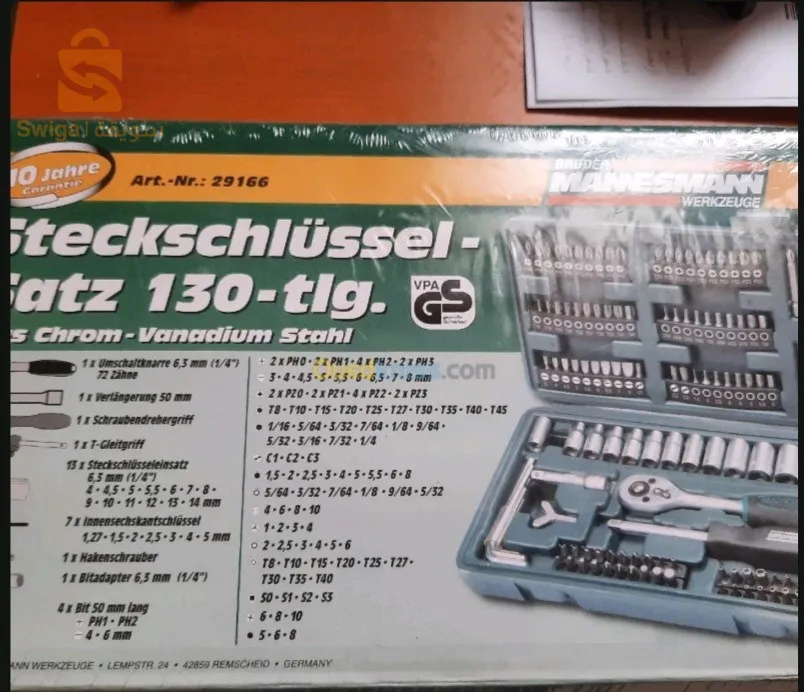 Swiga سويقة
10 Jahre
Garantie
Art.-Nr.: 29166
BRÜDER
MANNESMANN
WERKZEUGE
Steckschlüssel-
Satz 130-tlg.
s Chrom-Vanadium Stahl
VPA
GS
geprüfte
Sicherheit
1 x Umschaltknarre 6,3 mm (1/4")
72 Zähne
1 x Verlängerung 50 mm
1 x Schraubendrehergriff
1 x T-Gleitgriff
13 x Steckschlüsseleinsatz
6,3 mm (1/4")
4 • 4,5 • 5 • 5,5 • 6 • 7 • 8 •
9 • 10 • 11 • 12 • 13 • 14 mm
7 x Innensechskantschlüssel
1,27 • 1,5 • 2 • 2,5 • 3 • 4 • 5 mm
1 x Hakenschrauber
1 x Bitadapter 6,3 mm (1/4")
4 x Bit 50 mm lang
PH1 • PH2
4 • 6 mm
2 x PH0 • 2 x PH1 • 4 x PH2 • 2 x PH3
3 • 4 • 4,5 • 5 • 5,5 • 6 • 6,5 • 7 • 8 mm
2 x PZ0 • 2 x PZ1 • 4 x PZ2 • 2 x PZ3
T8 • T10 • T15 • T20 • T25 • T27 • T30 • T35 • T40 • T45
1/16 • 5/64 • 3/32 • 7/64 • 1/8 • 9/64 •
5/32 • 3/16 • 7/32 • 1/4
C1 • C2 • C3
1,5 • 2 • 2,5 • 3 • 4 • 5 • 5,5 • 6 • 8
5/64 • 3/32 • 7/64 • 1/8 • 9/64 • 5/32
4 • 6 • 8 • 10
1 • 2 • 3 • 4
2 • 2,5 • 3 • 4 • 5 • 6
T8 • T10 • T15 • T20 • T25 • T27 •
T30 • T35 • T40
S0 • S1 • S2 • S3
6 • 8 • 10
5 • 6 • 8
.com
ANN WERKZEUGE • LEMPSTR. 24 • 42859 REMSCHEID • GERMANY